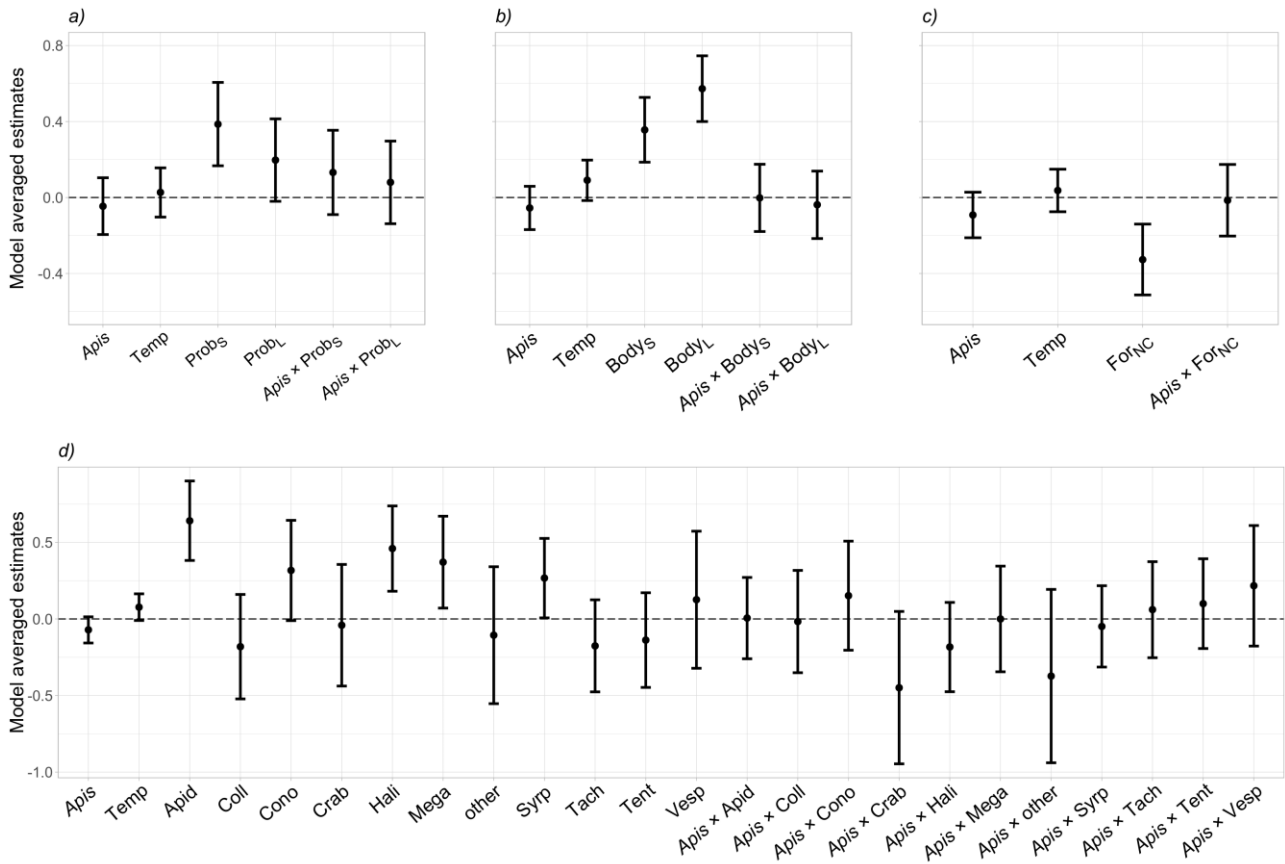 a)
b)
c)
Model averaged estimates
0.8
0.4
0.0
-0.4
Apis
Temp
ProbS
ProbL
Apis × ProbS
Apis × ProbL
Apis
Temp
BodyS
BodyL
Apis × BodyS
Apis × BodyL
Apis
Temp
ForNC
Apis × ForNC
d)
Model averaged estimates
0.5
0.0
-0.5
-1.0
Apis
Temp
Apid
Coll
Cono
Crab
Hali
Mega
other
Syrp
Tach
Tent
Vesp
Apis × Apid
Apis × Coll
Apis × Cono
Apis × Crab
Apis × Hali
Apis × Mega
Apis × other
Apis × Syrp
Apis × Tach
Apis × Tent
Apis × Vesp